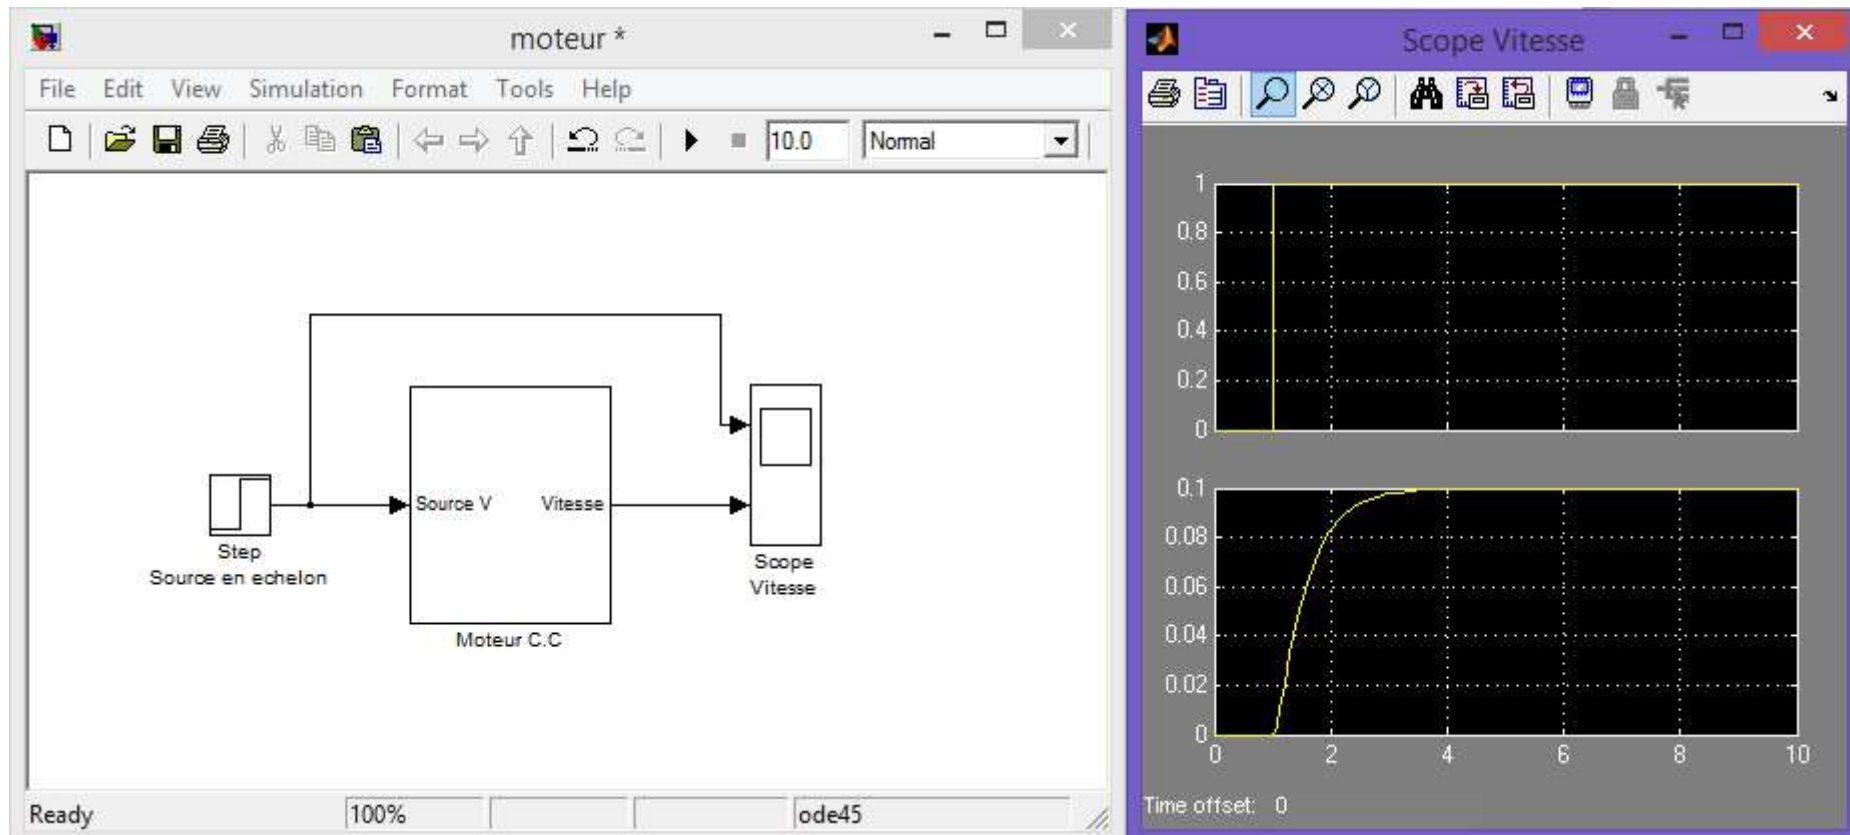 moteur *
File Edit View Simulation Format Tools Help
10.0 Normal
Source V Vitesse
Step
Source en echelon
Moteur C.C
Scope
Vitesse
Ready 100% ode45
Scope Vitesse
1
0.8
0.6
0.4
0.2
0
0.1
0.08
0.06
0.04
0.02
0
0 2 4 6 8 10
Time offset: 0